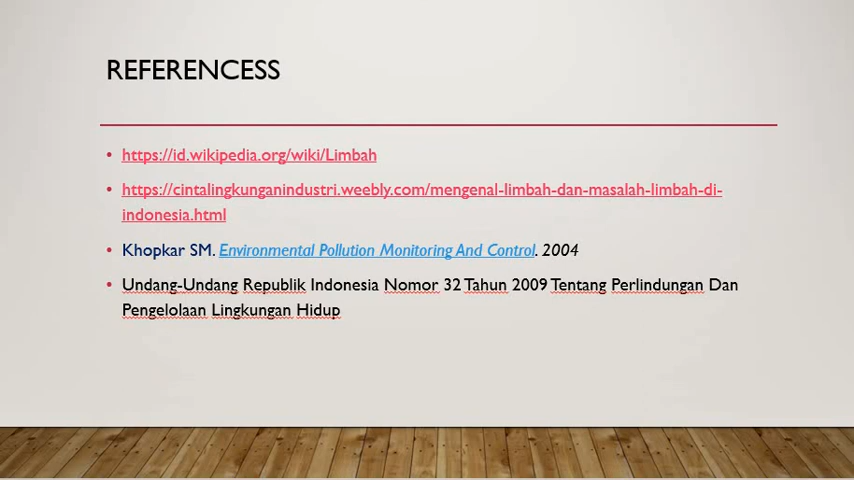 REFERENCESS
• https://id.wikipedia.org/wiki/Limbah
• https://cintalingkunganindustri.weebly.com/mengenal-limbah-dan-masalah-limbah-di-
indonesia.html
• Khopkar SM. Environmental Pollution Monitoring And Control. 2004
• Undang-Undang Republik Indonesia Nomor 32 Tahun 2009 Tentang Perlindungan Dan
Pengelolaan Lingkungan Hidup